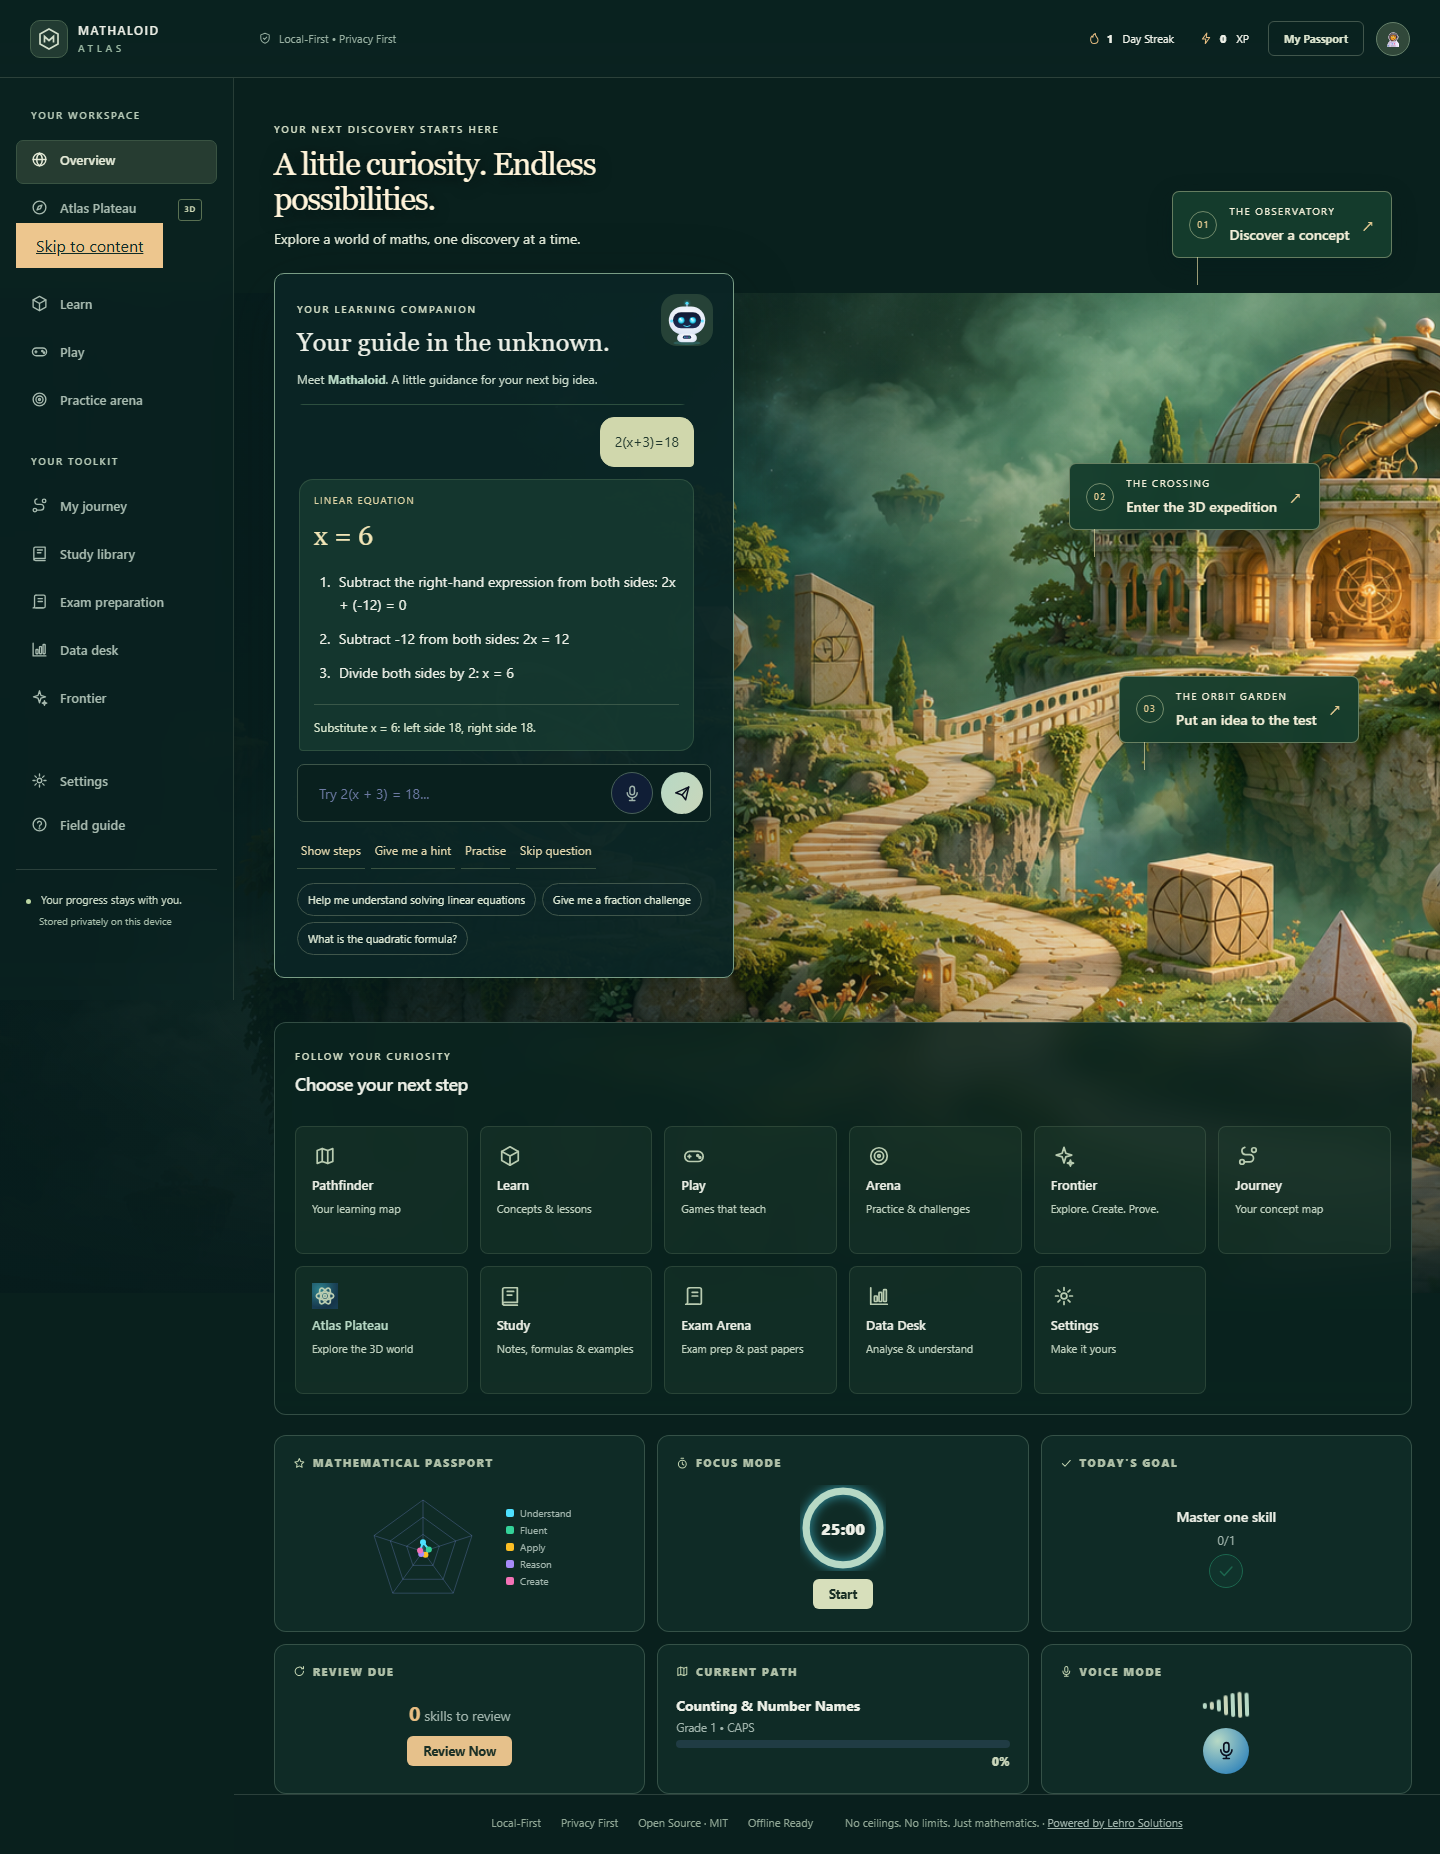 MATHALOID
ATLAS
Local-First • Privacy First
1 Day Streak
0 XP
My Passport
YOUR WORKSPACE
Overview
Atlas Plateau
3D
Skip to content
Learn
Play
Practice arena
YOUR TOOLKIT
My journey
Study library
Exam preparation
Data desk
Frontier
Settings
Field guide
Your progress stays with you.
Stored privately on this device
YOUR NEXT DISCOVERY STARTS HERE
A little curiosity. Endless
possibilities.
Explore a world of maths, one discovery at a time.
01
THE OBSERVATORY
Discover a concept ↗
02
THE CROSSING
Enter the 3D expedition ↗
03
THE ORBIT GARDEN
Put an idea to the test ↗
YOUR LEARNING COMPANION
Your guide in the unknown.
Meet Mathaloid. A little guidance for your next big idea.
2(x+3)=18
LINEAR EQUATION
x = 6
1. Subtract the right-hand expression from both sides: 2x
+ (-12) = 0
2. Subtract -12 from both sides: 2x = 12
3. Divide both sides by 2: x = 6
Substitute x = 6: left side 18, right side 18.
Try 2(x + 3) = 18...
Show steps Give me a hint Practise Skip question
Help me understand solving linear equations
Give me a fraction challenge
What is the quadratic formula?
FOLLOW YOUR CURIOSITY
Choose your next step
Pathfinder
Your learning map
Learn
Concepts & lessons
Play
Games that teach
Arena
Practice & challenges
Frontier
Explore. Create. Prove.
Journey
Your concept map
Atlas Plateau
Explore the 3D world
Study
Notes, formulas & examples
Exam Arena
Exam prep & past papers
Data Desk
Analyse & understand
Settings
Make it yours
MATHEMATICAL PASSPORT
Understand
Fluent
Apply
Reason
Create
FOCUS MODE
25:00
Start
TODAY'S GOAL
Master one skill
0/1
REVIEW DUE
0 skills to review
Review Now
CURRENT PATH
Counting & Number Names
Grade 1 • CAPS
0%
VOICE MODE
Local-First Privacy First Open Source · MIT Offline Ready No ceilings. No limits. Just mathematics. · Powered by Lehro Solutions